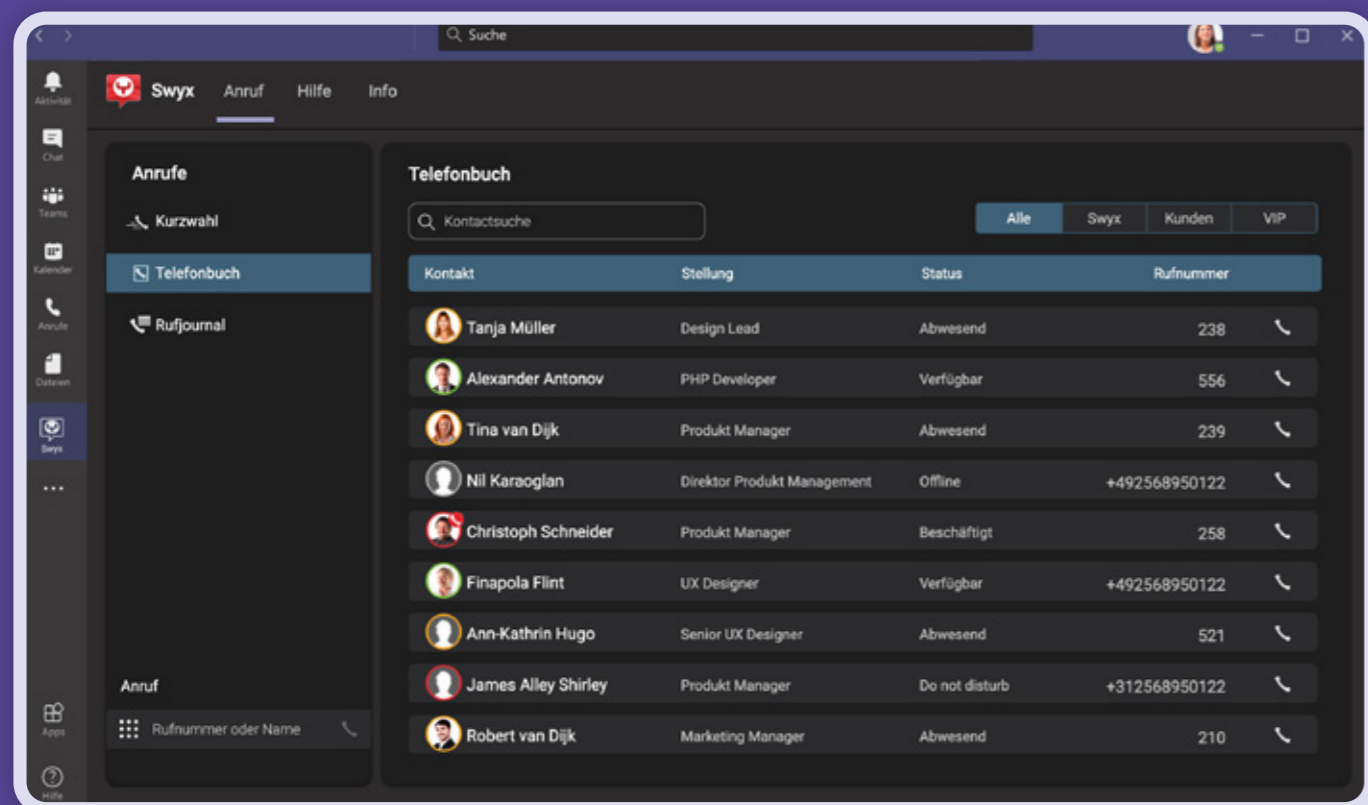 Suche
Aktivität
Chat
Teams
Kalender
Anrufe
Dateien
Swyx
Apps
Hilfe
Swyx Anruf Hilfe Info
Anrufe
Kurzwahl
Telefonbuch
Rufjournal
Anruf
Rufnummer oder Name
Telefonbuch
Kontactsuche
Alle Swyx Kunden VIP
Kontakt Stellung Status Rufnummer
Tanja Müller Design Lead Abwesend 238
Alexander Antonov PHP Developer Verfügbar 556
Tina van Dijk Produkt Manager Abwesend 239
Nil Karaoglan Direktor Produkt Management Offline +492568950122
Christoph Schneider Produkt Manager Beschäftigt 258
Finapola Flint UX Designer Verfügbar +492568950122
Ann-Kathrin Hugo Senior UX Designer Abwesend 521
James Alley Shirley Produkt Manager Do not disturb +312568950122
Robert van Dijk Marketing Manager Abwesend 210